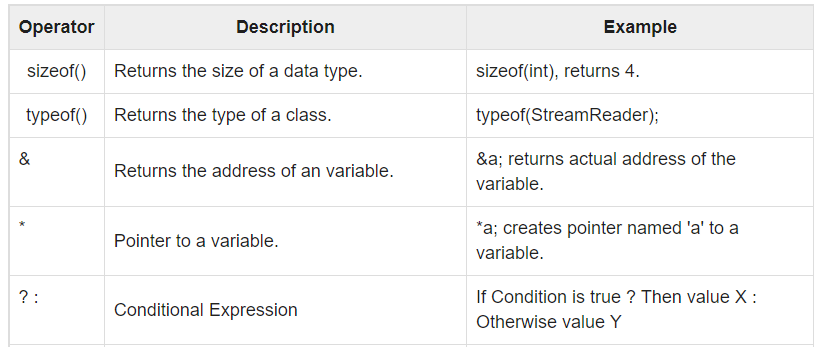 Operator Description Example
sizeof() Returns the size of a data type. sizeof(int), returns 4.
typeof() Returns the type of a class. typeof(StreamReader);
& Returns the address of an variable. &a; returns actual address of the
variable.
* Pointer to a variable. *a; creates pointer named 'a' to a
variable.
? : Conditional Expression If Condition is true ? Then value X :
Otherwise value Y